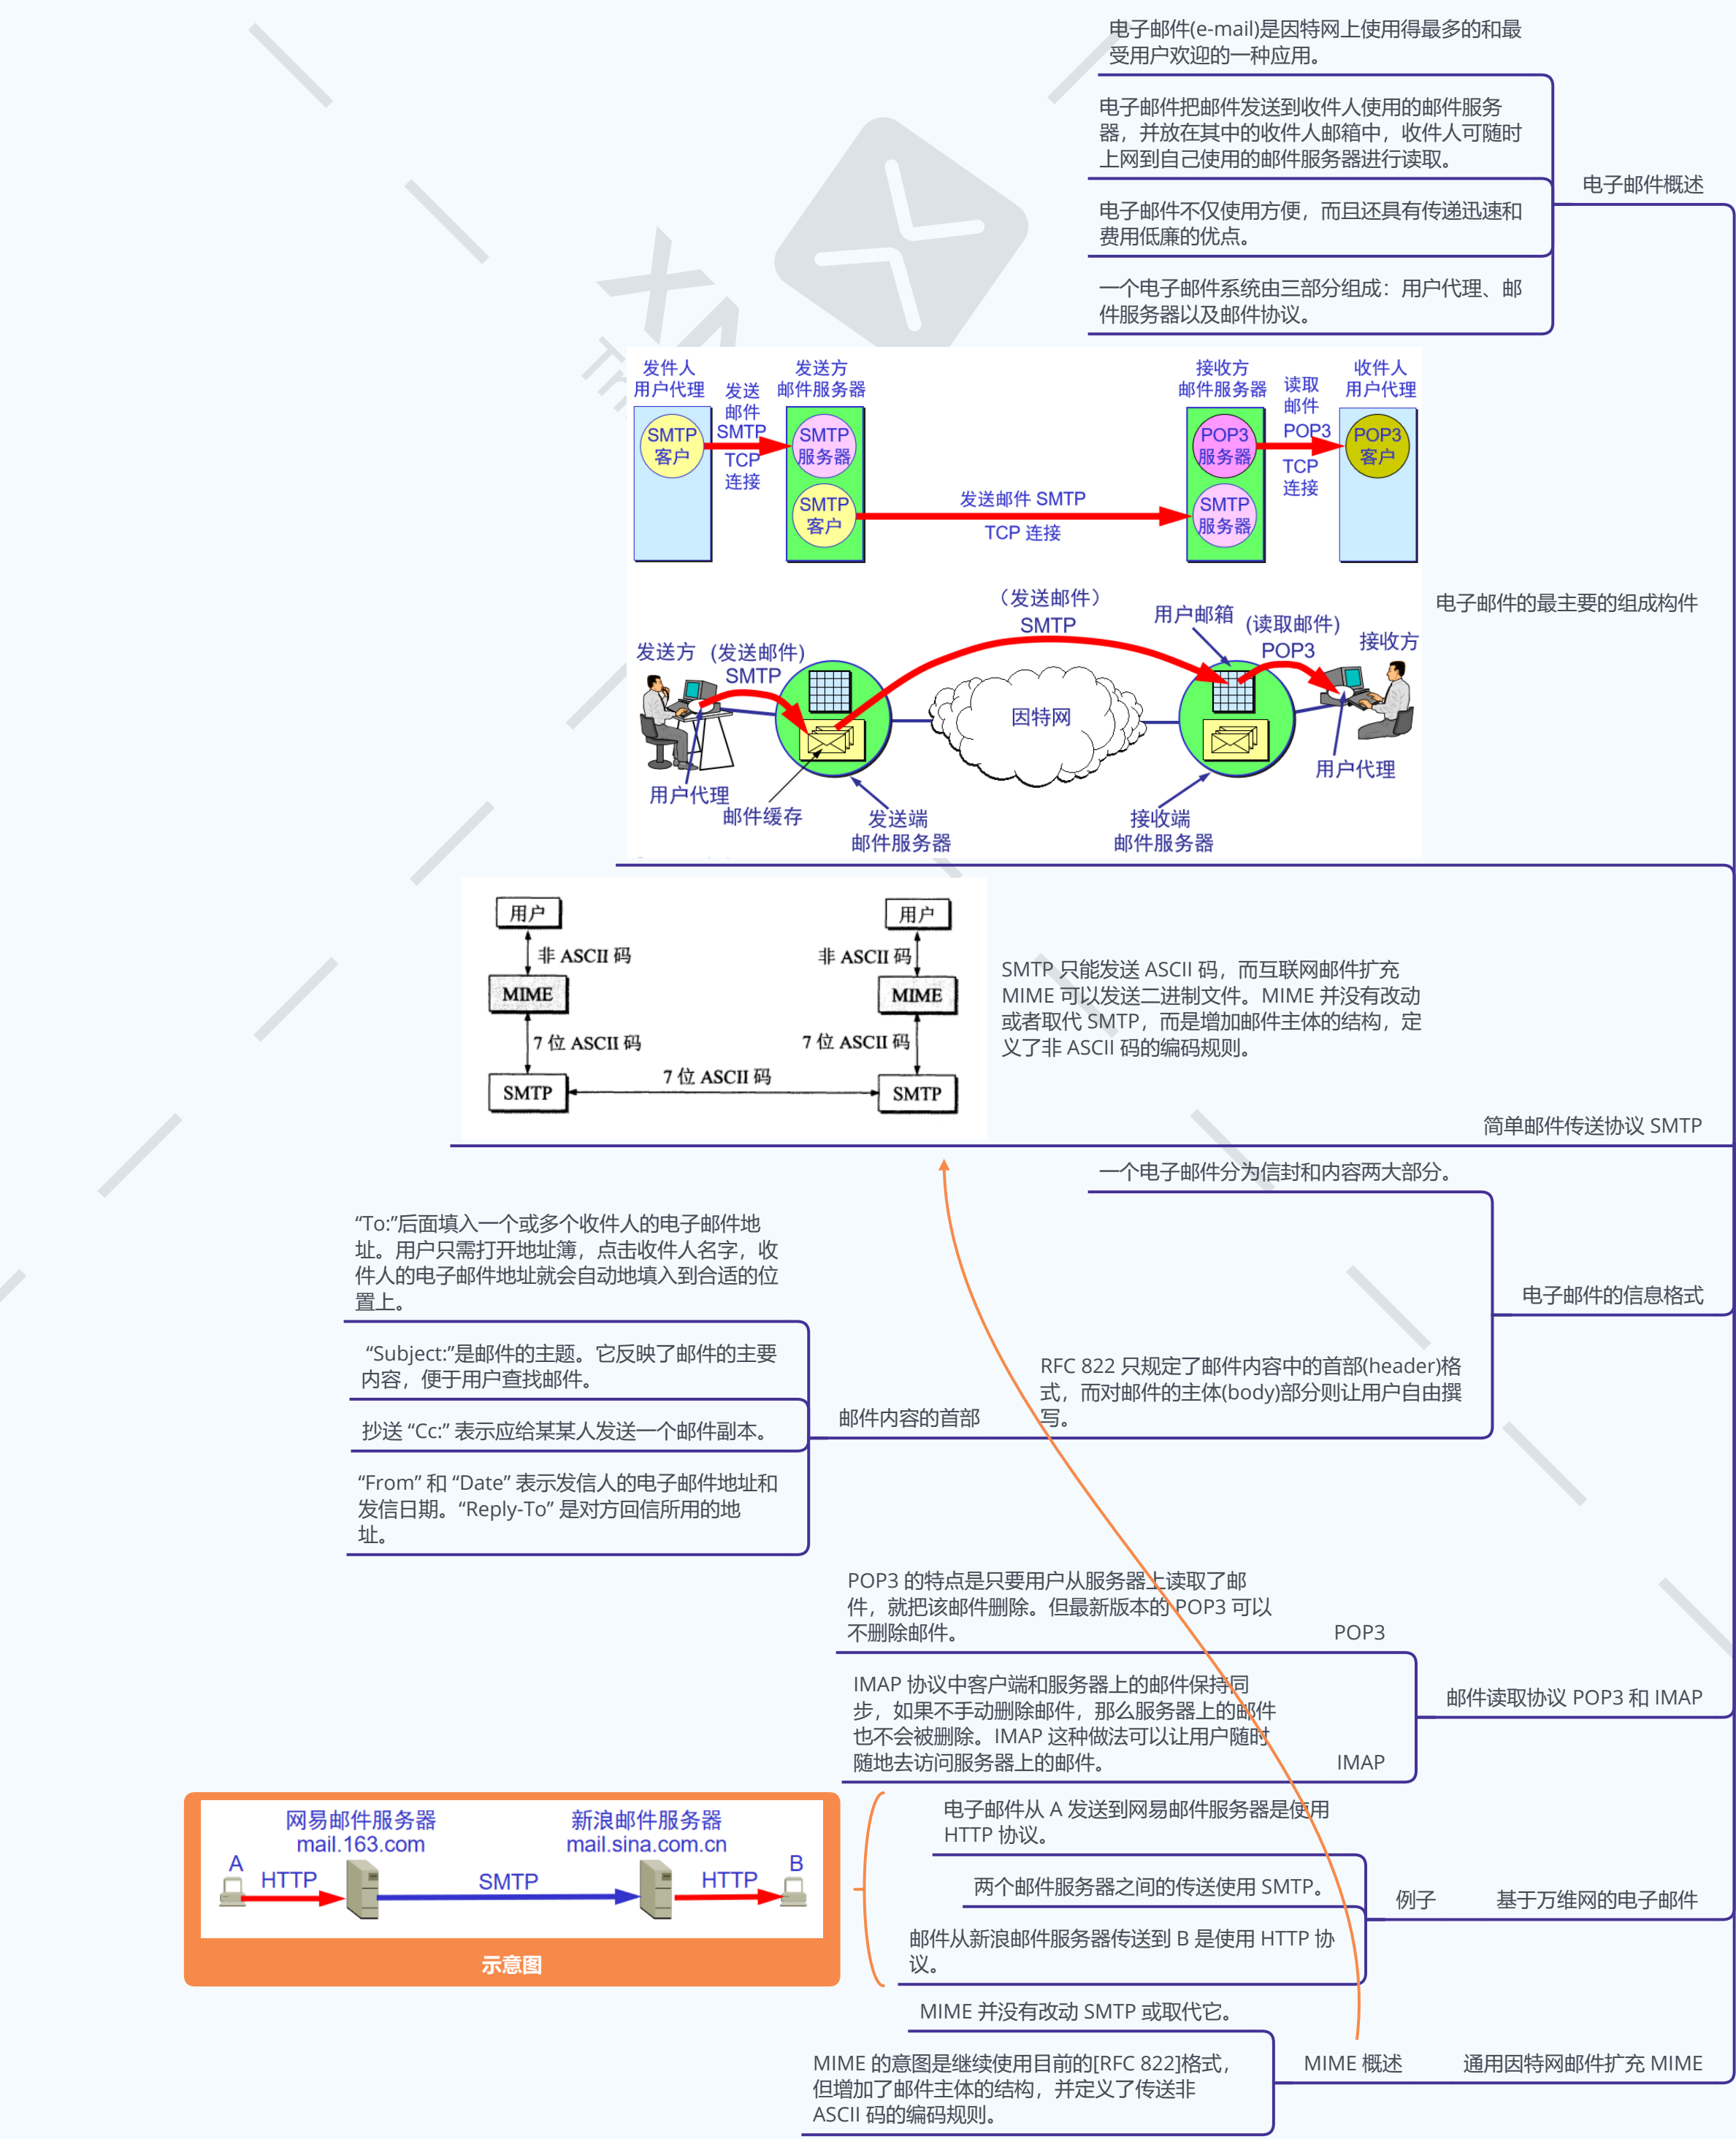 电子邮件(e-mail)是因特网上使用得最多的和最
受用户欢迎的一种应用。
电子邮件把邮件发送到收件人使用的邮件服务
器，并放在其中的收件人邮箱中，收件人可随时
上网到自己使用的邮件服务器进行读取。
电子邮件概述
电子邮件不仅使用方便，而且还具有传递迅速和
费用低廉的优点。
一个电子邮件系统由三部分组成：用户代理、邮
件服务器以及邮件协议。
发件人
用户代理
发送
邮件
SMTP
TCP
连接
SMTP
客户
发送方
邮件服务器
SMTP
服务器
SMTP
客户
发送邮件 SMTP
TCP 连接
接收方
邮件服务器
POP3
服务器
SMTP
服务器
读取
邮件
POP3
TCP
连接
收件人
用户代理
POP3
客户
电子邮件的最主要的组成构件
（发送邮件）
SMTP
用户邮箱
(读取邮件)
POP3
接收方
发送方
(发送邮件)
SMTP
因特网
用户代理
邮件缓存
发送端
邮件服务器
接收端
邮件服务器
用户代理
用户
用户
非 ASCII 码
非 ASCII 码
MIME
MIME
7 位 ASCII 码
7 位 ASCII 码
7 位 ASCII 码
SMTP
SMTP
SMTP 只能发送 ASCII 码，而互联网邮件扩充
MIME 可以发送二进制文件。MIME 并没有改动
或者取代 SMTP，而是增加邮件主体的结构，定
义了非 ASCII 码的编码规则。
简单邮件传送协议 SMTP
一个电子邮件分为信封和内容两大部分。
“To:”后面填入一个或多个收件人的电子邮件地
址。用户只需打开地址簿，点击收件人名字，收
件人的电子邮件地址就会自动地填入到合适的位
置上。
电子邮件的信息格式
“Subject:”是邮件的主题。它反映了邮件的主要
内容，便于用户查找邮件。
RFC 822 只规定了邮件内容中的首部(header)格
式，而对邮件的主体(body)部分则让用户自由撰
写。
邮件内容的首部
抄送 “Cc:” 表示应给某某人发送一个邮件副本。
“From” 和 “Date” 表示发信人的电子邮件地址和
发信日期。“Reply-To” 是对方回信所用的地
址。
POP3 的特点是只要用户从服务器上读取了邮
件，就把该邮件删除。但最新版本的 POP3 可以
不删除邮件。
POP3
IMAP 协议中客户端和服务器上的邮件保持同
步，如果不手动删除邮件，那么服务器上的邮件
也不会被删除。IMAP 这种做法可以让用户随时
随地去访问服务器上的邮件。
IMAP
邮件读取协议 POP3 和 IMAP
网易邮件服务器
mail.163.com
新浪邮件服务器
mail.sina.com.cn
A
HTTP
SMTP
HTTP
B
示意图
电子邮件从 A 发送到网易邮件服务器是使用
HTTP 协议。
两个邮件服务器之间的传送使用 SMTP。
例子
基于万维网的电子邮件
邮件从新浪邮件服务器传送到 B 是使用 HTTP 协
议。
MIME 并没有改动 SMTP 或取代它。
MIME 概述
通用因特网邮件扩充 MIME
MIME 的意图是继续使用目前的[RFC 822]格式，
但增加了邮件主体的结构，并定义了传送非
ASCII 码的编码规则。